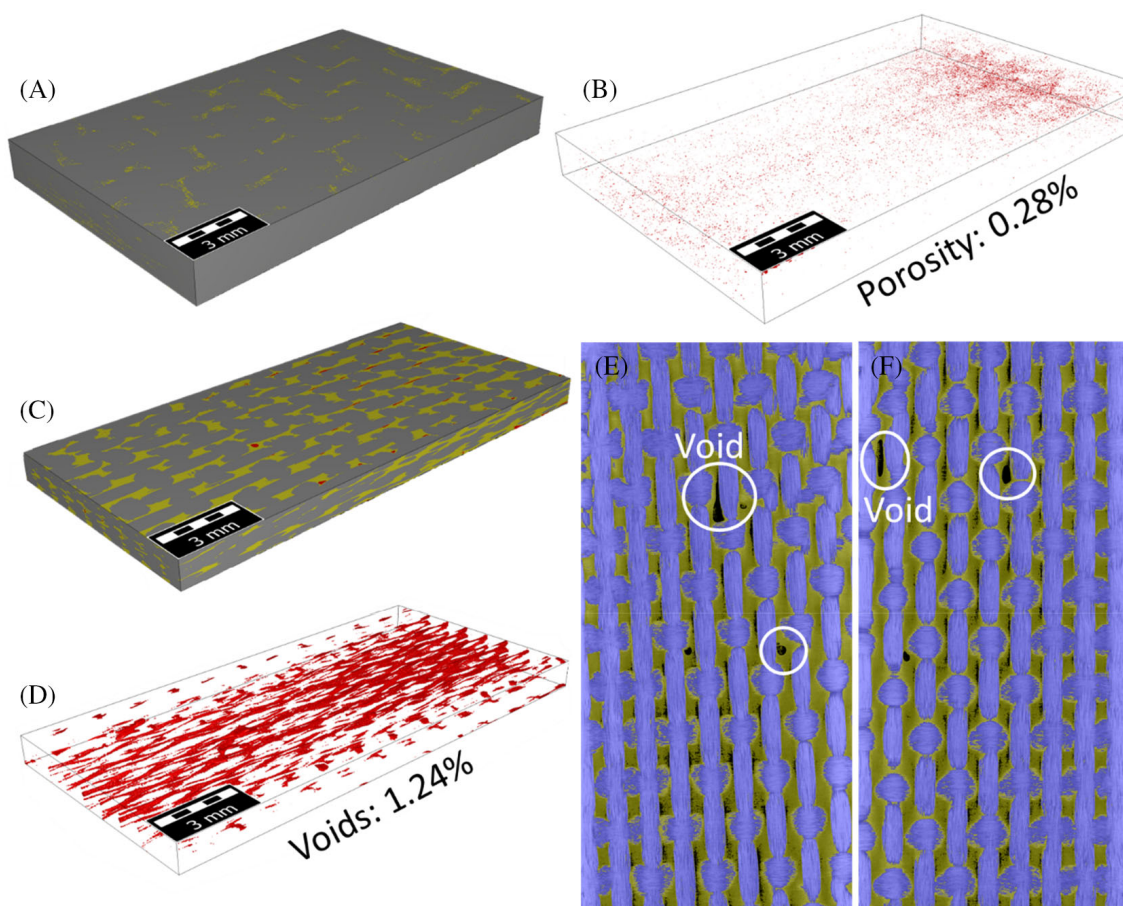 (A)
3 mm
(B)
3 mm
Porosity: 0.28%
(C)
3 mm
(D)
3 mm
Voids: 1.24%
(E)
Void
(F)
Void